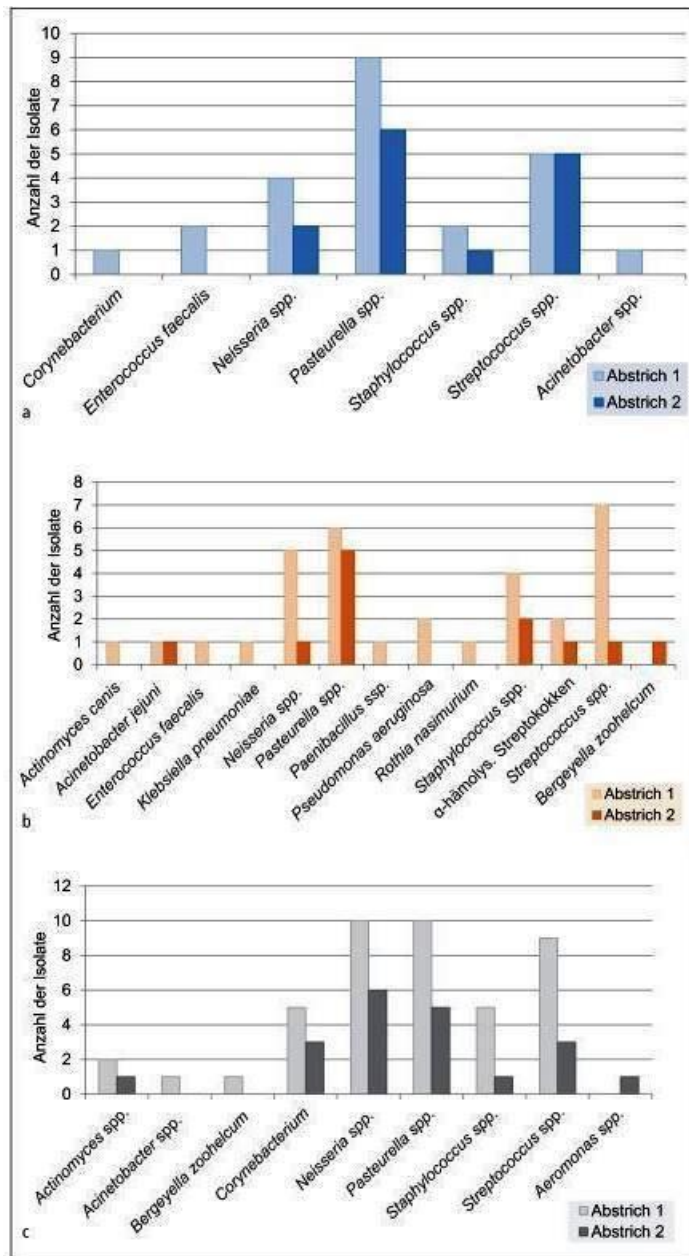 Anzahl der Isolate
10
9
8
7
6
5
4
3
2
1
0
Corynebacterium
Enterococcus faecalis
Neisseria spp.
Pasteurella spp.
Staphylococcus spp.
Streptococcus spp.
Acinetobacter spp.
Abstrich 1
Abstrich 2
a
Anzahl der Isolate
8
7
6
5
4
3
2
1
0
Actinomyces canis
Acinetobacter jejuni
Enterococcus faecalis
Klebsiella pneumoniae
Neisseria spp.
Pasteurella spp.
Paenibacillus ssp.
Pseudomonas aeruginosa
Rothia nasimurium
Staphylococcus spp.
α-hämolys. Streptokokken
Streptococcus spp.
Bergeyella zoohelcum
Abstrich 1
Abstrich 2
b
Anzahl der Isolate
12
10
8
6
4
2
0
Actinomyces spp.
Acinetobacter spp.
Bergeyella zoohelcum
Corynebacterium
Neisseria spp.
Pasteurella spp.
Staphylococcus spp.
Streptococcus spp.
Aeromonas spp.
Abstrich 1
Abstrich 2
c